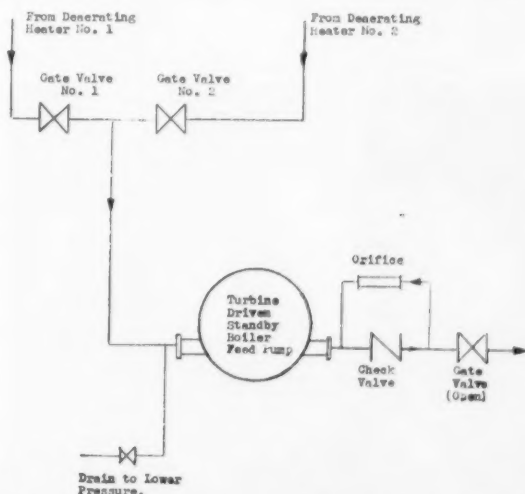 From Deaerating
Heater No. 1
From Deaerating
Heater No. 2
Gate Valve
No. 1
Gate Valve
No. 2
Orifice
Turbine
Driven
Standby
Boiler
Feed Pump
Check
Valve
Gate
Valve
(Open)
Drain to Lower
Pressure.